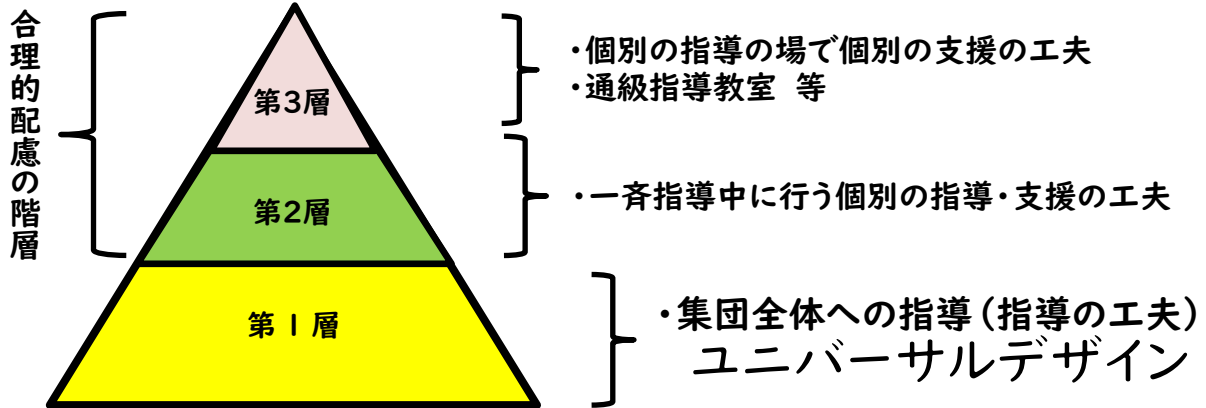 合理的配慮の階層
第3層
・個別の指導の場で個別の支援の工夫
・通級指導教室 等
第2層
・一斉指導中に行う個別の指導・支援の工夫
第1層
・集団全体への指導(指導の工夫)
ユニバーサルデザイン